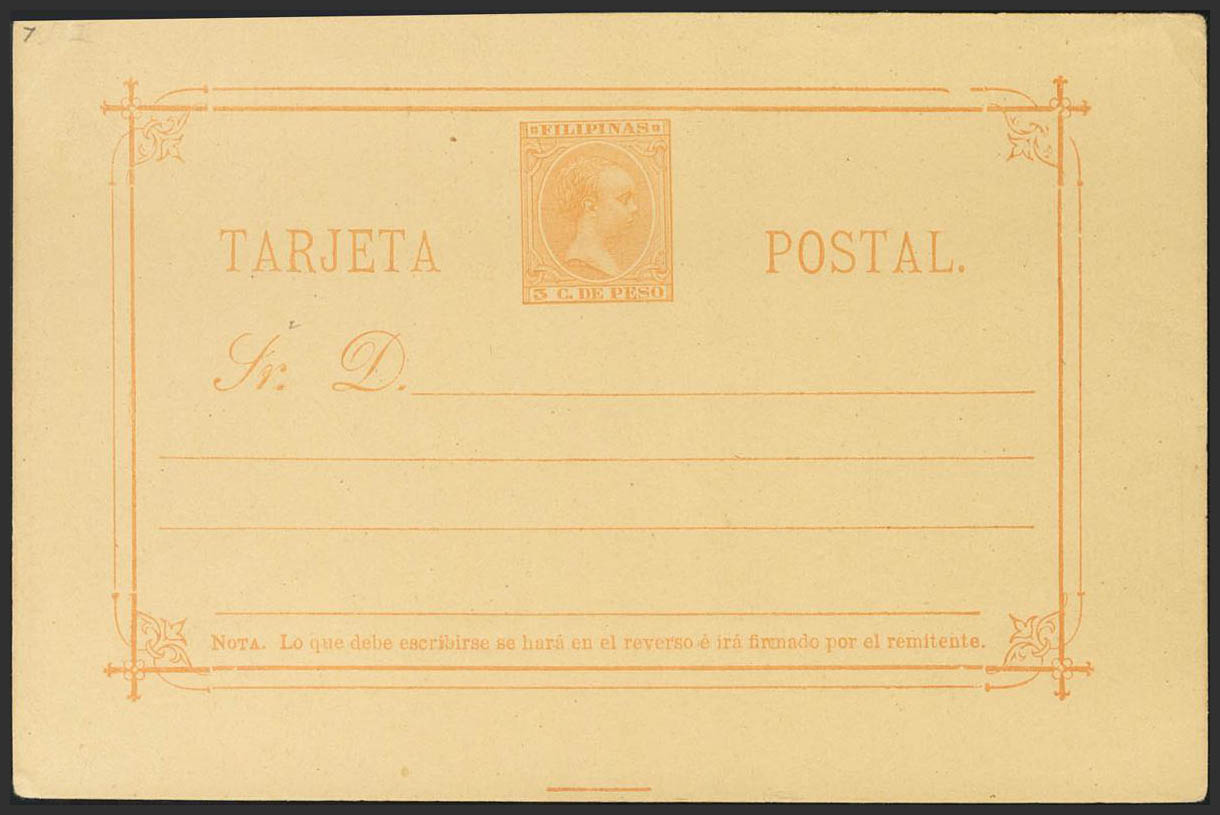 7
FILIPINAS
TARJETA POSTAL.
3 C. DE PESO
Sr. D.
NOTA. Lo que debe escribirse se hará en el reverso é irá firmado por el remitente.